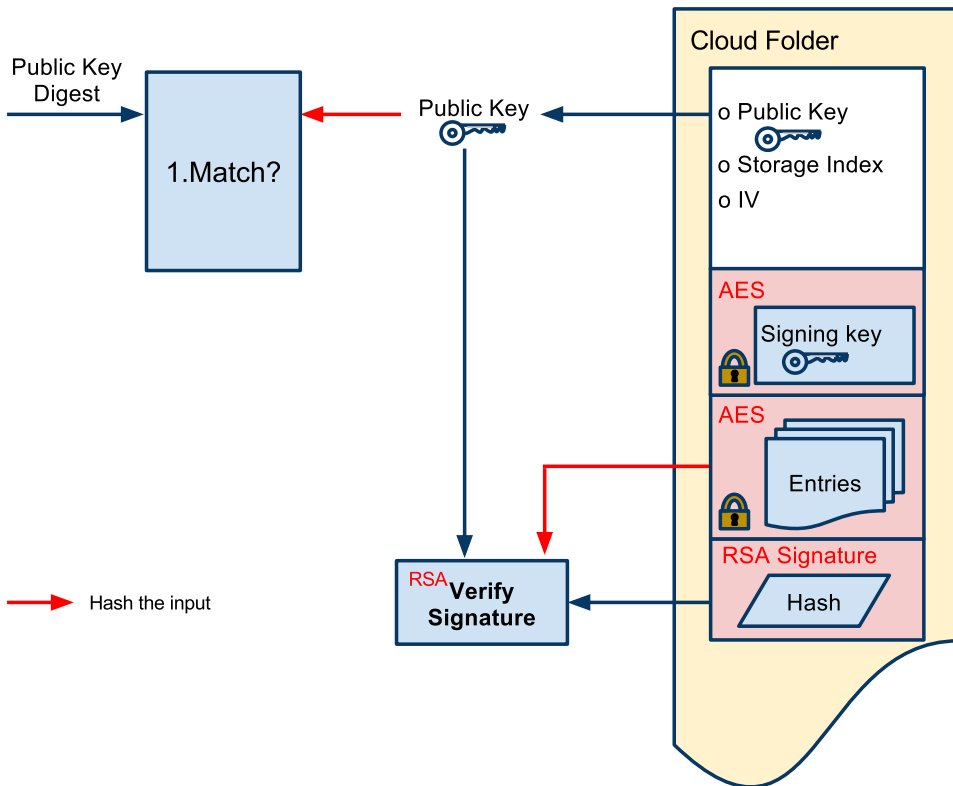 Cloud Folder
Public Key
Digest
1.Match?
Public Key
o Public Key
o Storage Index
o IV
AES
Signing key
AES
Entries
RSA Signature
Hash
RSA Verify
Signature
Hash the input